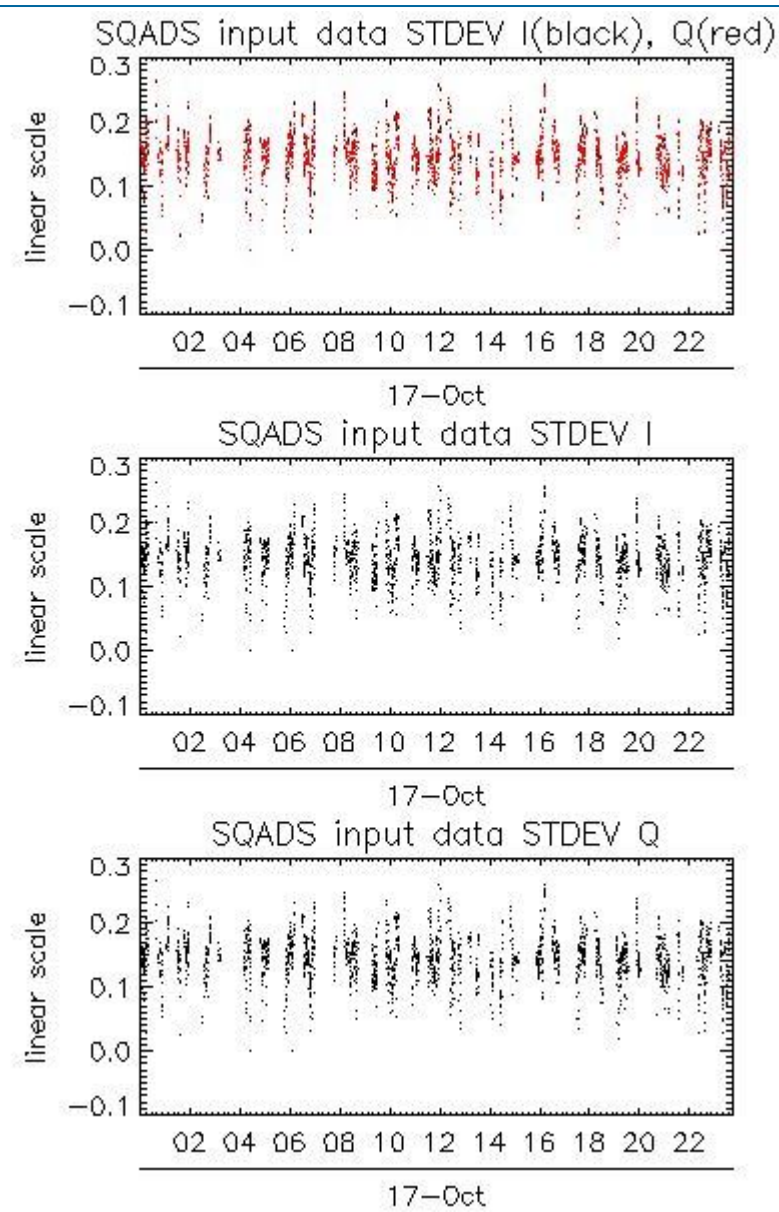 SQADS input data STDEV I(black), Q(red)
0.3
0.2
0.1
0.0
−0.1
linear scale
02 04 06 08 10 12 14 16 18 20 22
17−Oct
SQADS input data STDEV I
0.3
0.2
0.1
0.0
−0.1
linear scale
02 04 06 08 10 12 14 16 18 20 22
17−Oct
SQADS input data STDEV Q
0.3
0.2
0.1
0.0
−0.1
linear scale
02 04 06 08 10 12 14 16 18 20 22
17−Oct